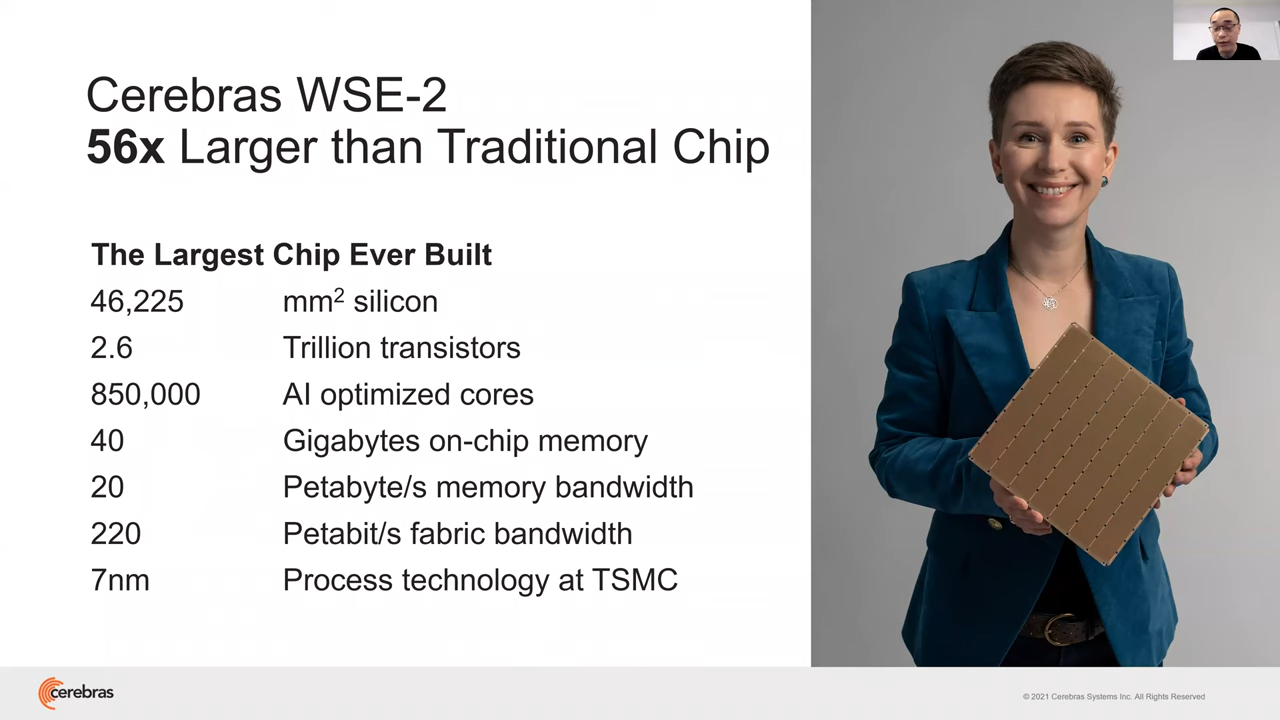 Cerebras WSE-2
56x Larger than Traditional Chip
The Largest Chip Ever Built
46,225 mm² silicon
2.6 Trillion transistors
850,000 AI optimized cores
40 Gigabytes on-chip memory
20 Petabyte/s memory bandwidth
220 Petabit/s fabric bandwidth
7nm Process technology at TSMC
cerebras
© 2021 Cerebras Systems Inc. All Rights Reserved